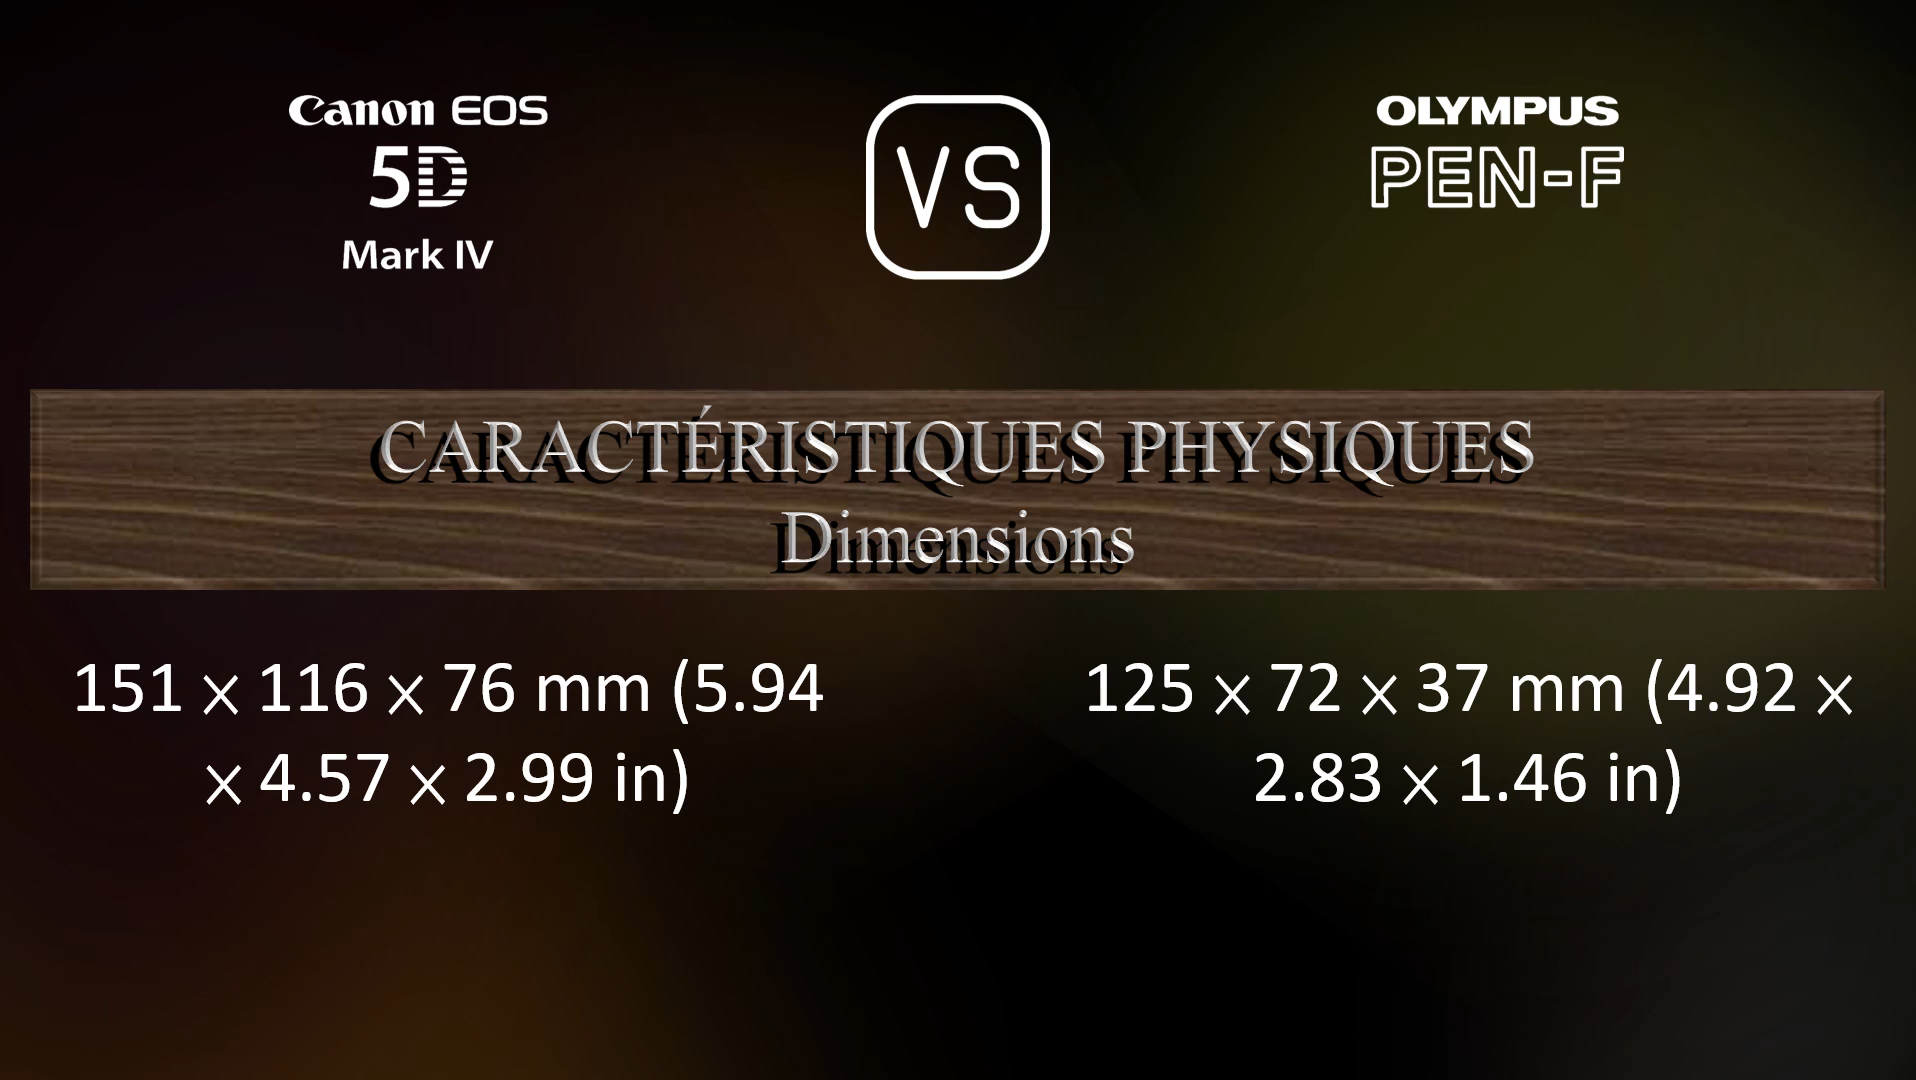 Canon EOS
5D
Mark IV
VS
OLYMPUS
PEN-F
CARACTÉRISTIQUES PHYSIQUES
Dimensions
151 x 116 x 76 mm (5.94
x 4.57 x 2.99 in)
125 x 72 x 37 mm (4.92 x
2.83 x 1.46 in)